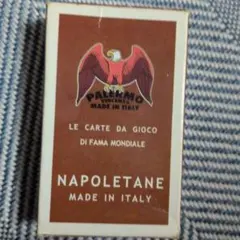 PALERMO
MADE IN ITALY
LE CARTE DA GIOCO
DI FAMA MONDIALE
NAPOLETANE
MADE IN ITALY